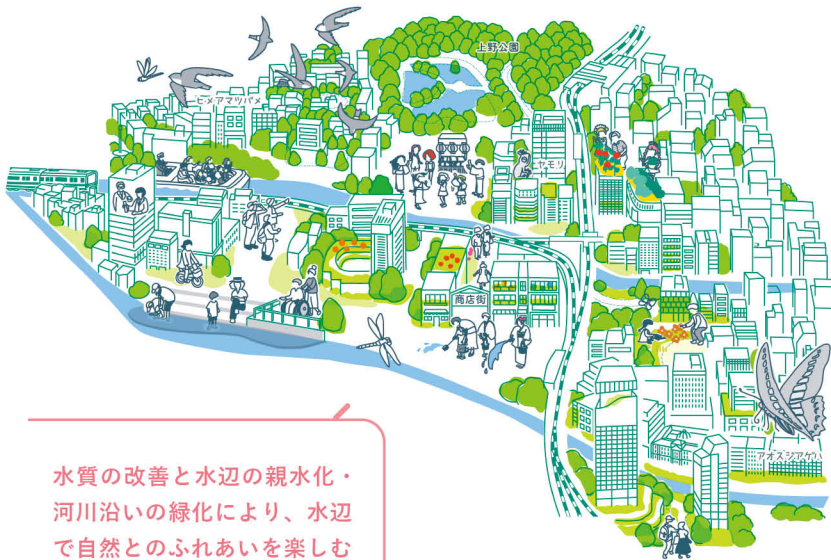 上野公園
ヒメアマツバメ
ヤモリ
商店街
アオスジアゲハ
水質の改善と水辺の親水化・
河川沿いの緑化により、水辺
で自然とのふれあいを楽しむ